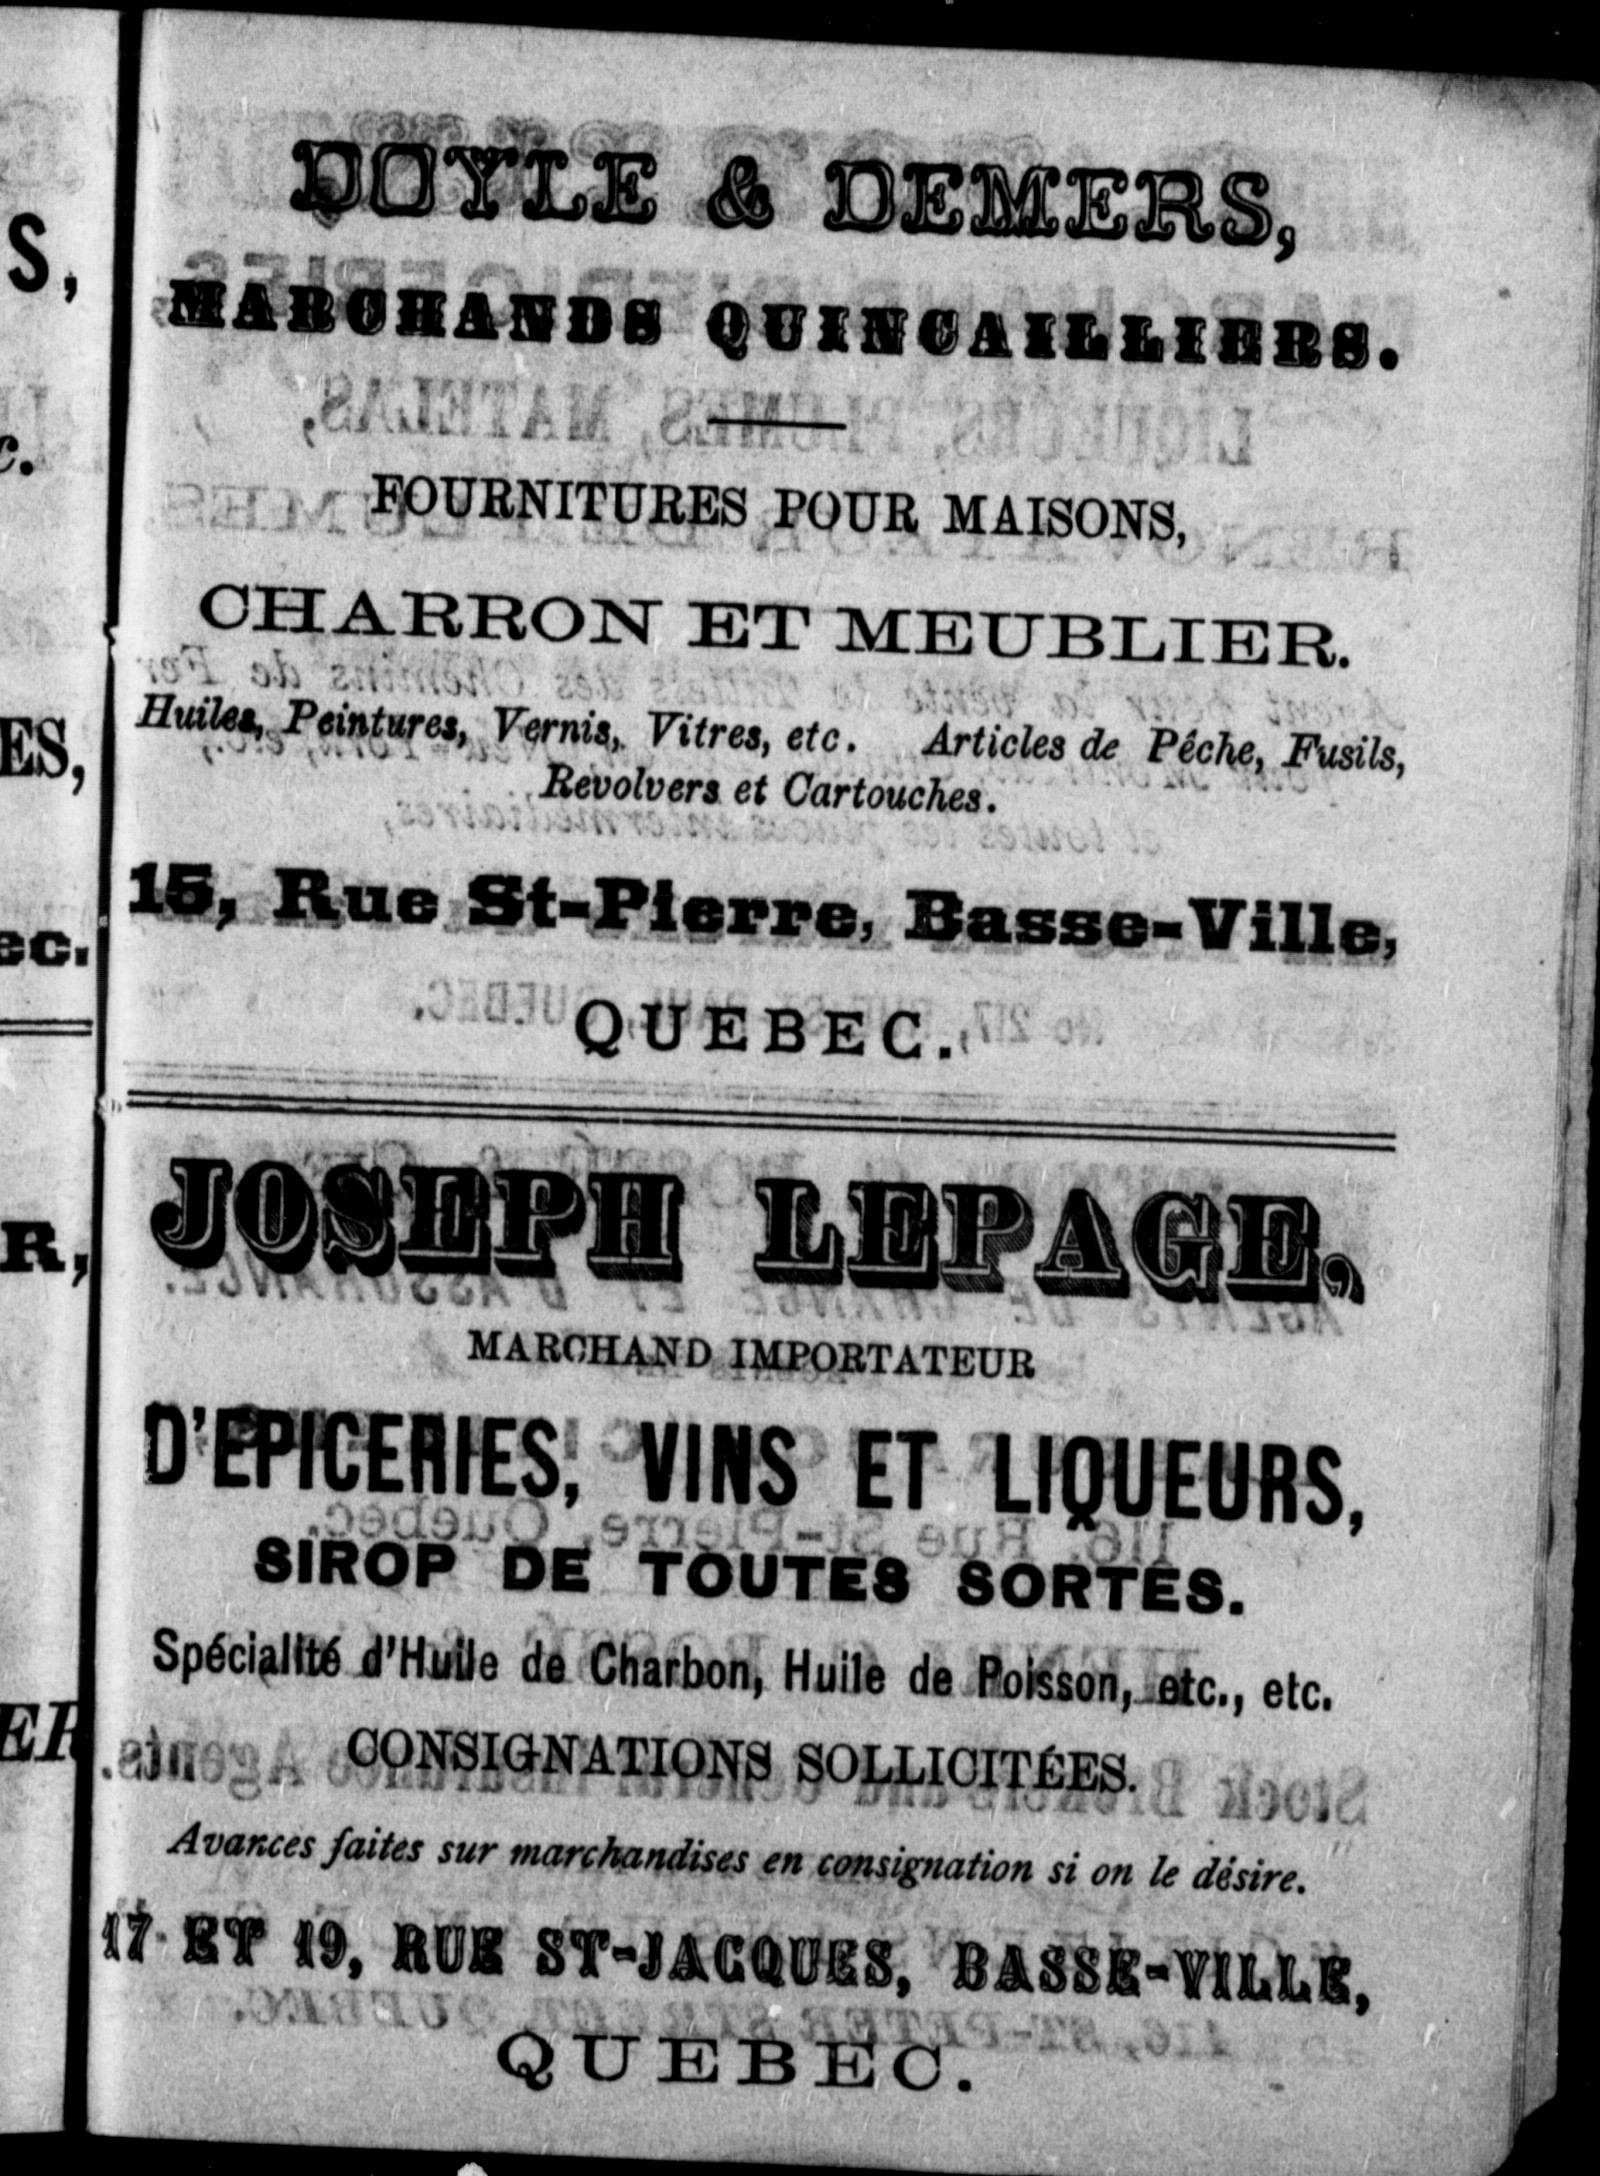 DOYLE & DEMERS,
MARCHANDS QUINCAILLIERS.
FOURNITURES POUR MAISONS,
CHARRON ET MEUBLIER.
Huiles, Peintures, Vernis, Vitres, etc. Articles de Pêche, Fusils,
Revolvers et Cartouches.
15, Rue St-Pierre, Basse-Ville,
QUEBEC.
JOSEPH LEPAGE,
MARCHAND IMPORTATEUR
D'EPICERIES, VINS ET LIQUEURS,
SIROP DE TOUTES SORTES.
Spécialité d'Huile de Charbon, Huile de Poisson, etc., etc.
CONSIGNATIONS SOLLICITÉES.
Avances faites sur marchandises en consignation si on le désire.
17 ET 19, RUE ST-JACQUES, BASSE-VILLE,
QUEBEC.